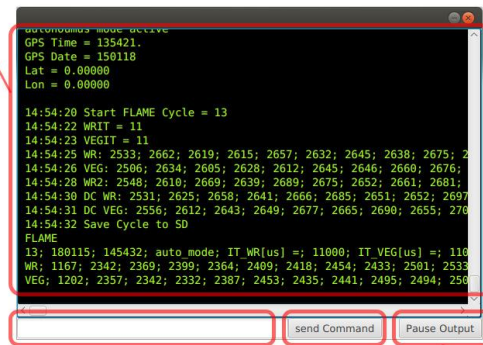 autonoumus mode active
GPS Time = 135421.
GPS Date = 150118
Lat = 0.00000
Lon = 0.00000
14:54:20 Start FLAME Cycle = 13
14:54:22 WRIT = 11
14:54:23 VEGIT = 11
14:54:25 WR: 2533; 2662; 2619; 2615; 2657; 2632; 2645; 2638; 2675; 2
14:54:26 VEG: 2506; 2634; 2605; 2628; 2612; 2645; 2646; 2660; 2676;
14:54:28 WR2: 2548; 2610; 2669; 2639; 2689; 2675; 2652; 2661; 2681;
14:54:30 DC WR: 2531; 2625; 2658; 2641; 2666; 2685; 2651; 2652; 2697
14:54:31 DC VEG: 2556; 2612; 2643; 2649; 2677; 2665; 2690; 2655; 270
14:54:32 Save Cycle to SD
FLAME
13; 180115; 145432; auto_mode; IT_WR[us] =; 11000; IT_VEG[us] =; 110
WR; 1167; 2342; 2369; 2399; 2364; 2409; 2418; 2454; 2433; 2501; 2533
VEG; 1202; 2357; 2342; 2332; 2387; 2453; 2435; 2441; 2495; 2494; 250
send Command Pause Output